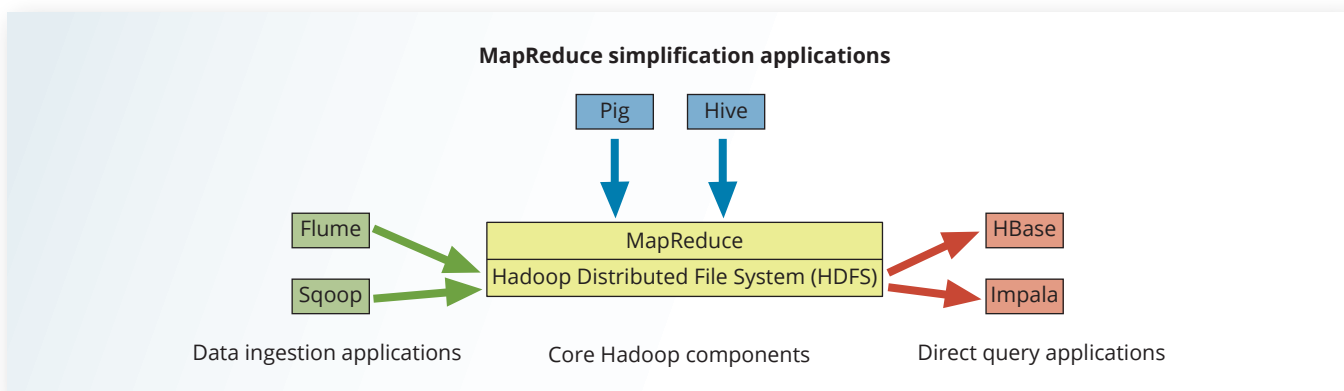 MapReduce simplification applications
Pig
Hive
Flume
MapReduce
HBase
Hadoop Distributed File System (HDFS)
Sqoop
Impala
Data ingestion applications
Core Hadoop components
Direct query applications